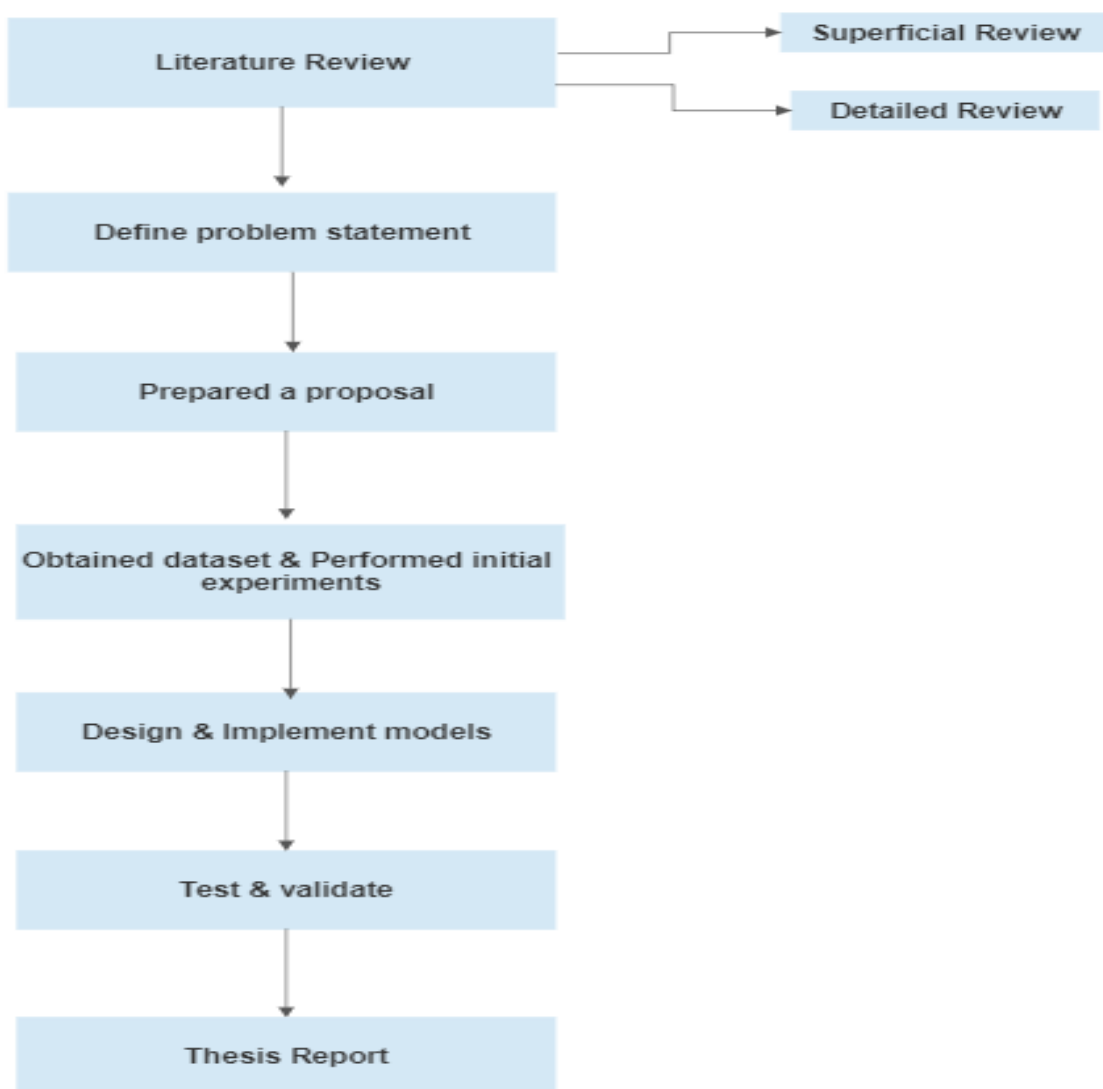 Literature Review
Superficial Review
Detailed Review
Define problem statement
Prepared a proposal
Obtained dataset & Performed initial
experiments
Design & Implement models
Test & validate
Thesis Report